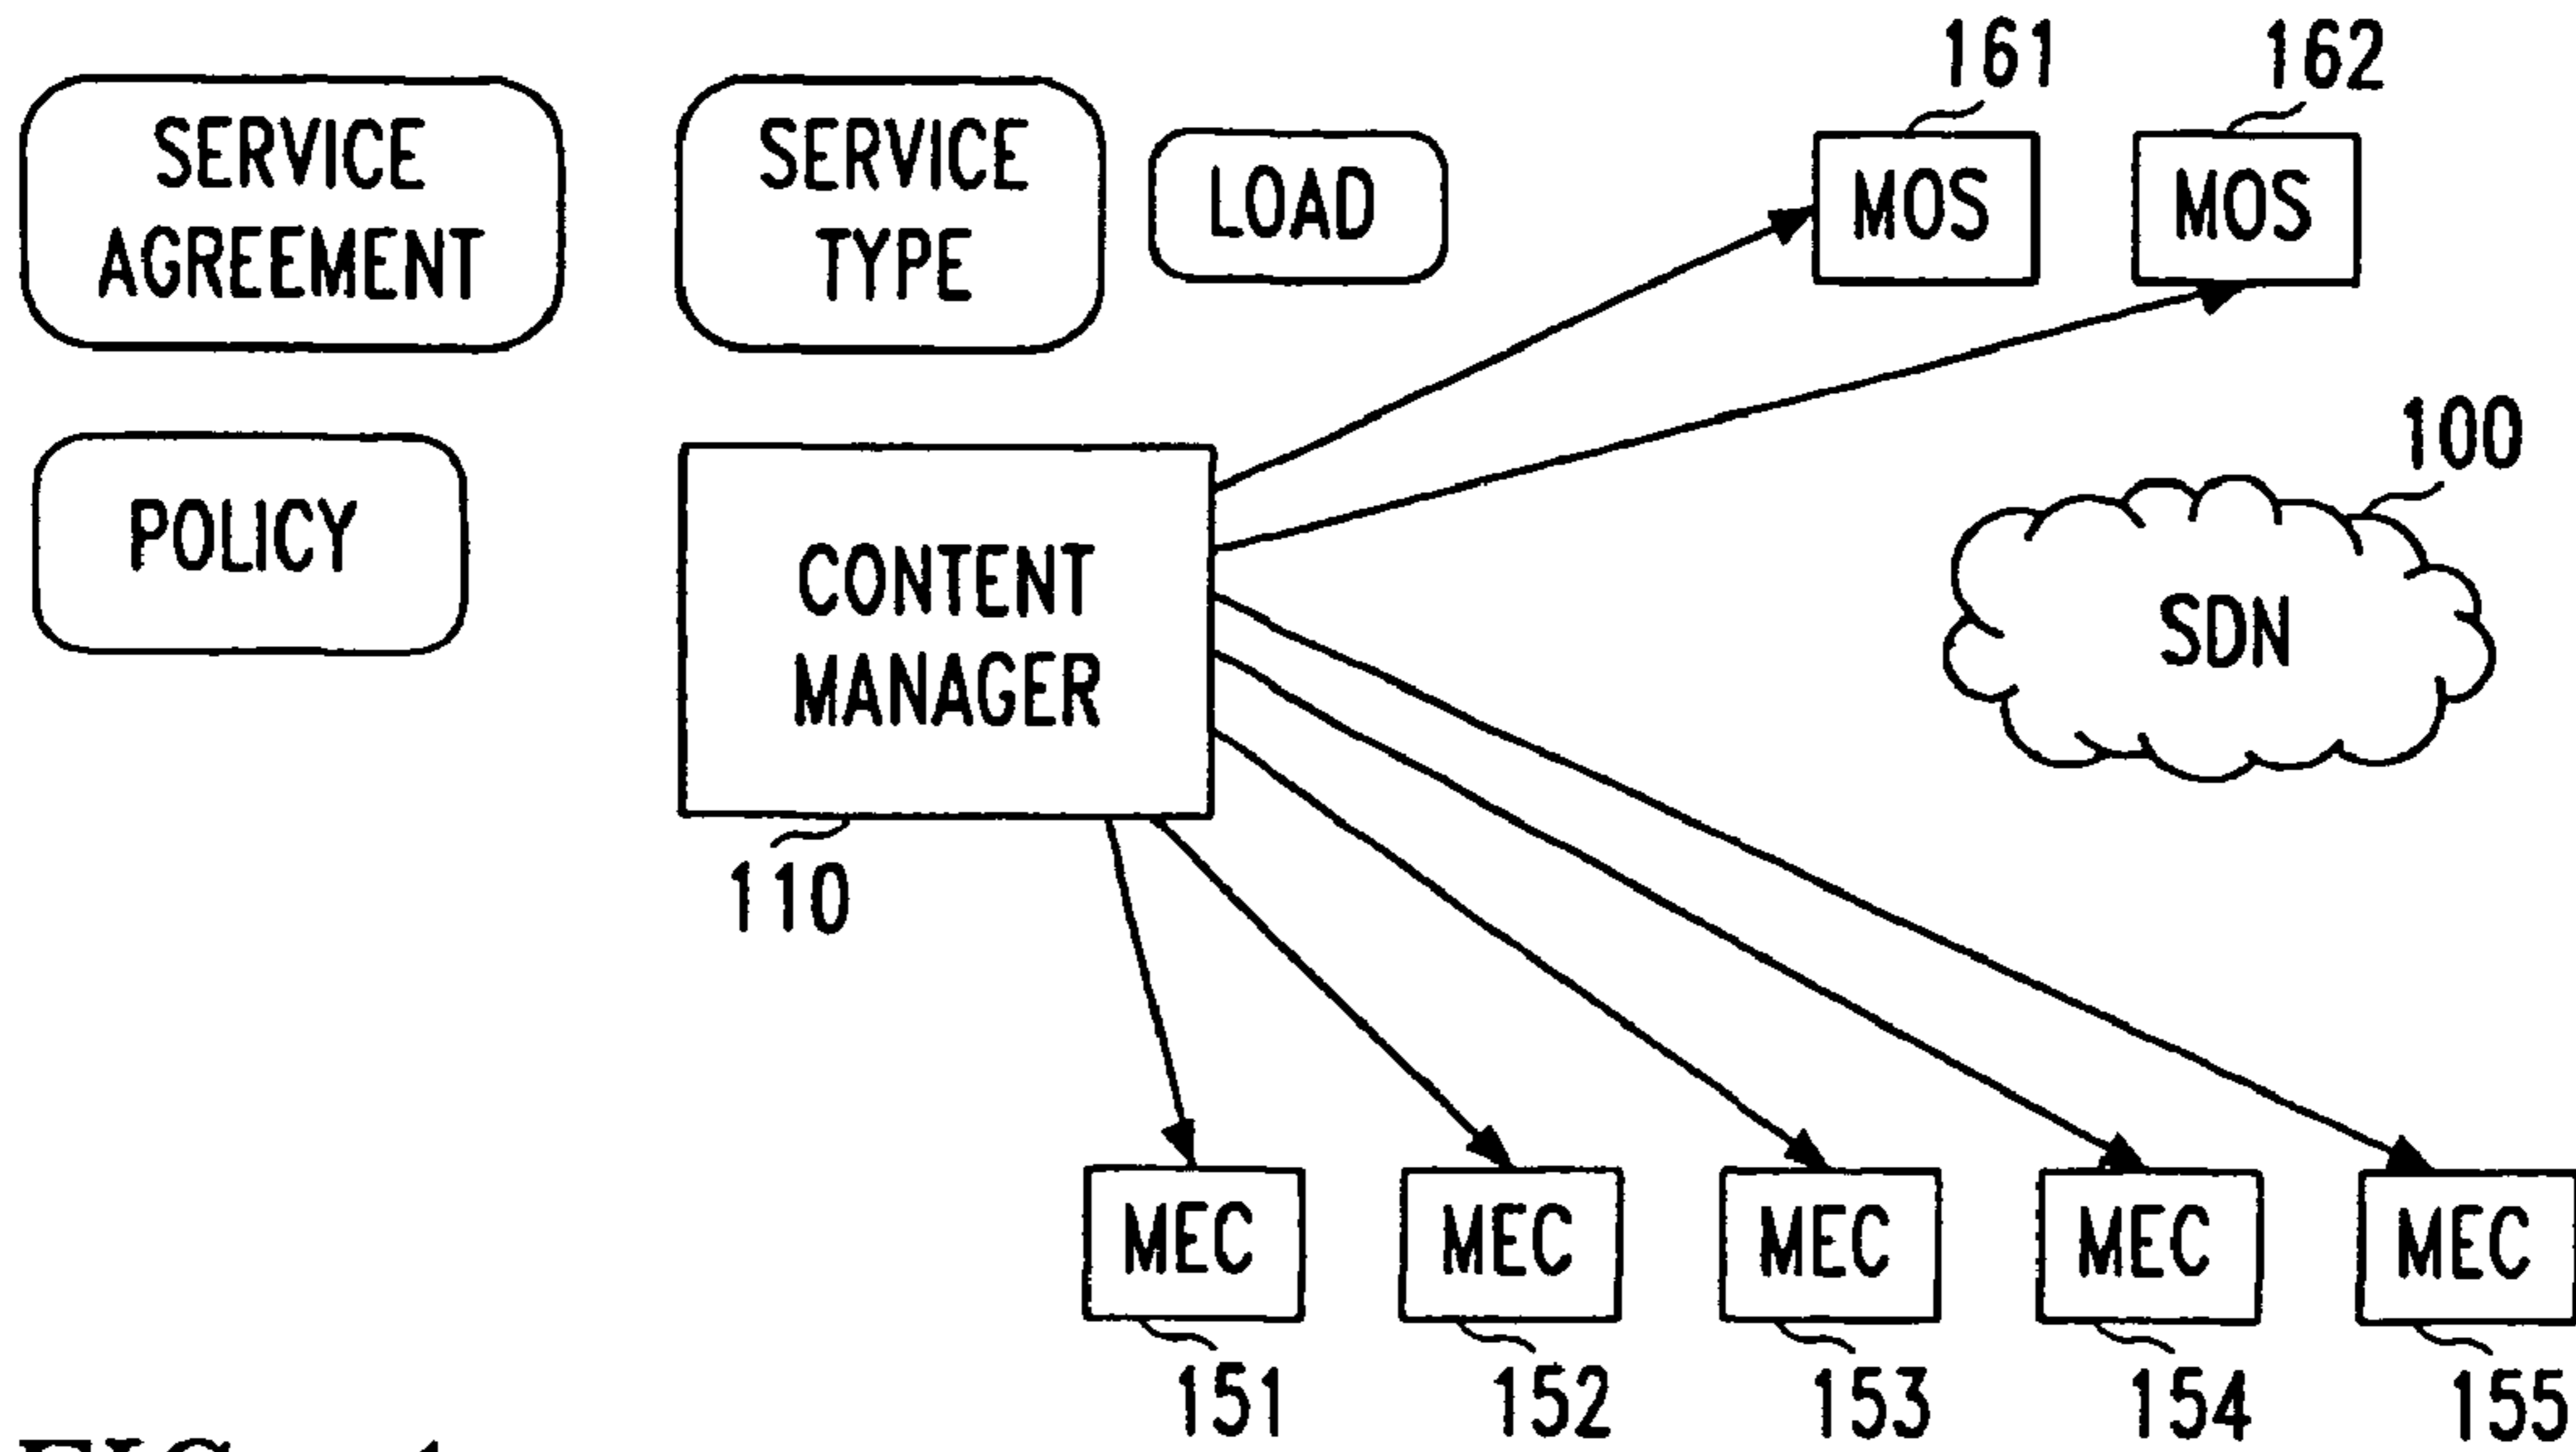 161
162
SERVICE
AGREEMENT
SERVICE
TYPE
LOAD
MOS
MOS
100
POLICY
CONTENT
MANAGER
SDN
110
MEC
MEC
MEC
MEC
MEC
151
152
153
154
155